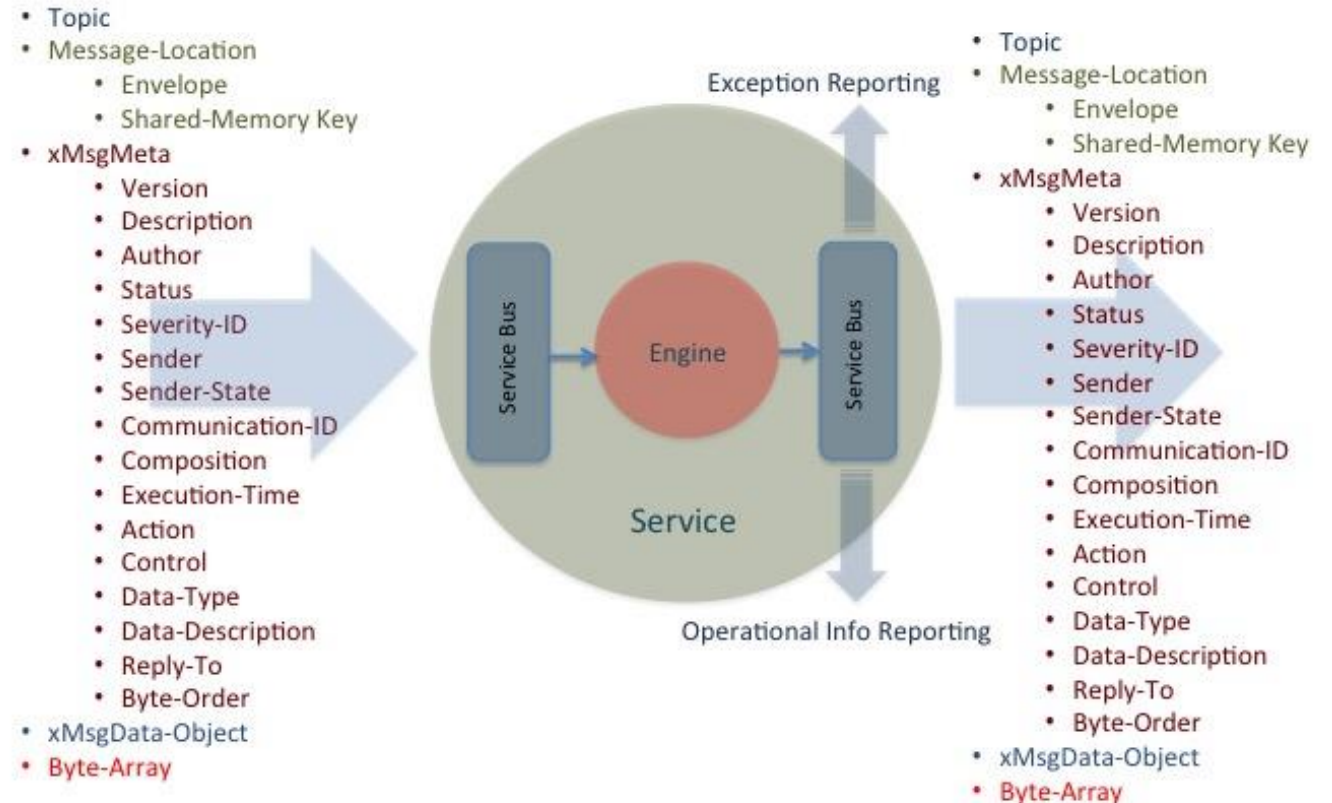 • Topic
• Message-Location
• Envelope
• Shared-Memory Key
• xMsgMeta
• Version
• Description
• Author
• Status
• Severity-ID
• Sender
• Sender-State
• Communication-ID
• Composition
• Execution-Time
• Action
• Control
• Data-Type
• Data-Description
• Reply-To
• Byte-Order
• xMsgData-Object
• Byte-Array
Exception Reporting
Service Bus
Engine
Service Bus
Service
Operational Info Reporting
• Topic
• Message-Location
• Envelope
• Shared-Memory Key
• xMsgMeta
• Version
• Description
• Author
• Status
• Severity-ID
• Sender
• Sender-State
• Communication-ID
• Composition
• Execution-Time
• Action
• Control
• Data-Type
• Data-Description
• Reply-To
• Byte-Order
• xMsgData-Object
• Byte-Array